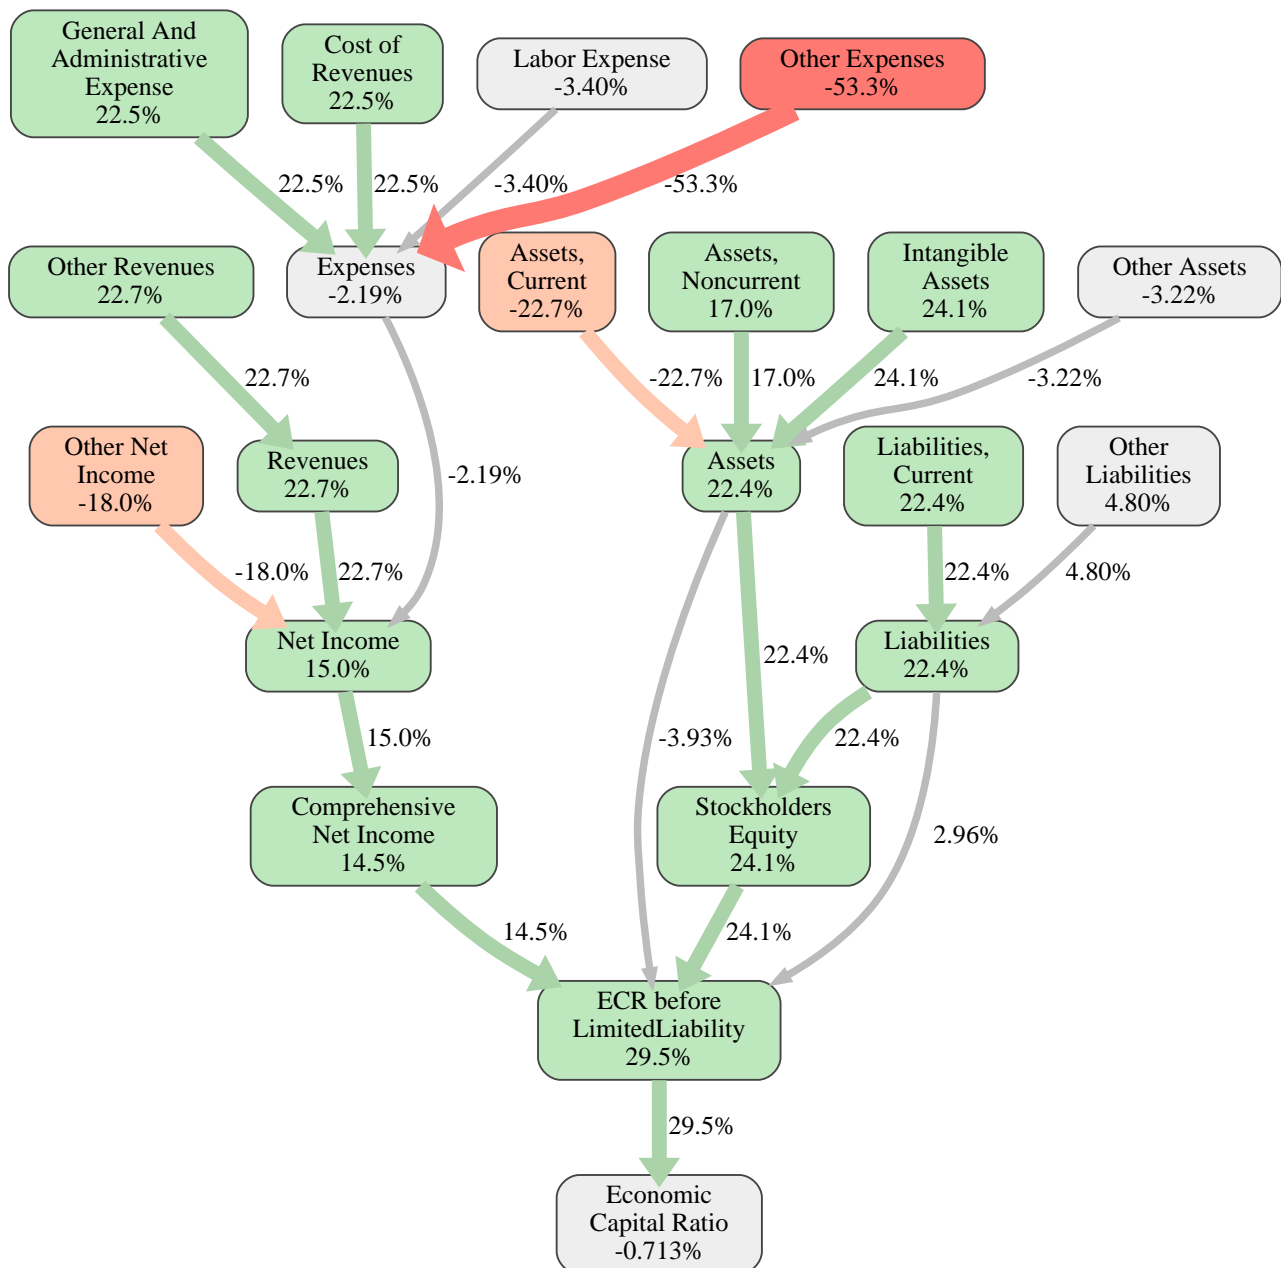 General And
Administrative
Expense
22.5%
Cost of
Revenues
22.5%
Labor Expense
-3.40%
Other Expenses
-53.3%
22.5%
22.5%
-3.40%
-53.3%
Other Revenues
22.7%
Expenses
-2.19%
Assets,
Current
-22.7%
Assets,
Noncurrent
17.0%
Intangible
Assets
24.1%
Other Assets
-3.22%
22.7%
-22.7%
17.0%
24.1%
-3.22%
Other Net
Income
-18.0%
Revenues
22.7%
-2.19%
Assets
22.4%
Liabilities,
Current
22.4%
Other
Liabilities
4.80%
-18.0%
22.7%
22.4%
4.80%
Net Income
15.0%
22.4%
Liabilities
22.4%
15.0%
-3.93%
22.4%
Comprehensive
Net Income
14.5%
Stockholders
Equity
24.1%
2.96%
14.5%
24.1%
ECR before
LimitedLiability
29.5%
29.5%
Economic
Capital Ratio
-0.713%